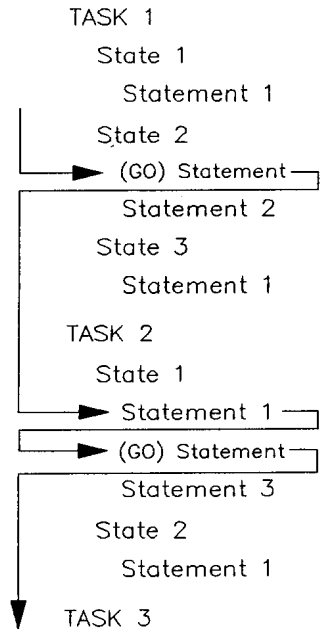 TASK 1
State 1
Statement 1
State 2
(GO) Statement
Statement 2
State 3
Statement 1
TASK 2
State 1
Statement 1
(GO) Statement
Statement 3
State 2
Statement 1
TASK 3